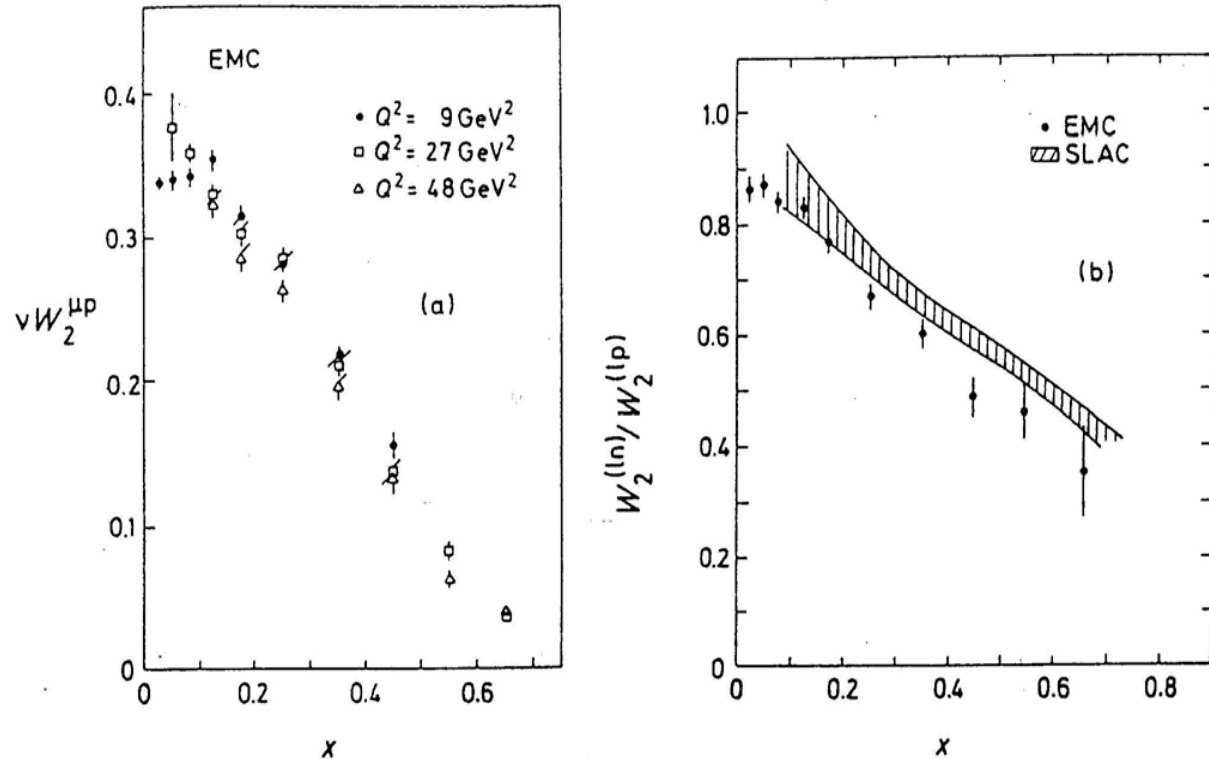 EMC
0.4
• Q² = 9 GeV²
□ Q² = 27 GeV²
△ Q² = 48 GeV²
0.3
(a)
νW₂^μp
0.2
0.1
0
0 0.2 0.4 0.6
x
1.0
• EMC
SLAC
0.8
(b)
0.6
W₂^(ln)/W₂^(lp)
0.4
0.2
0
0 0.2 0.4 0.6 0.8
x